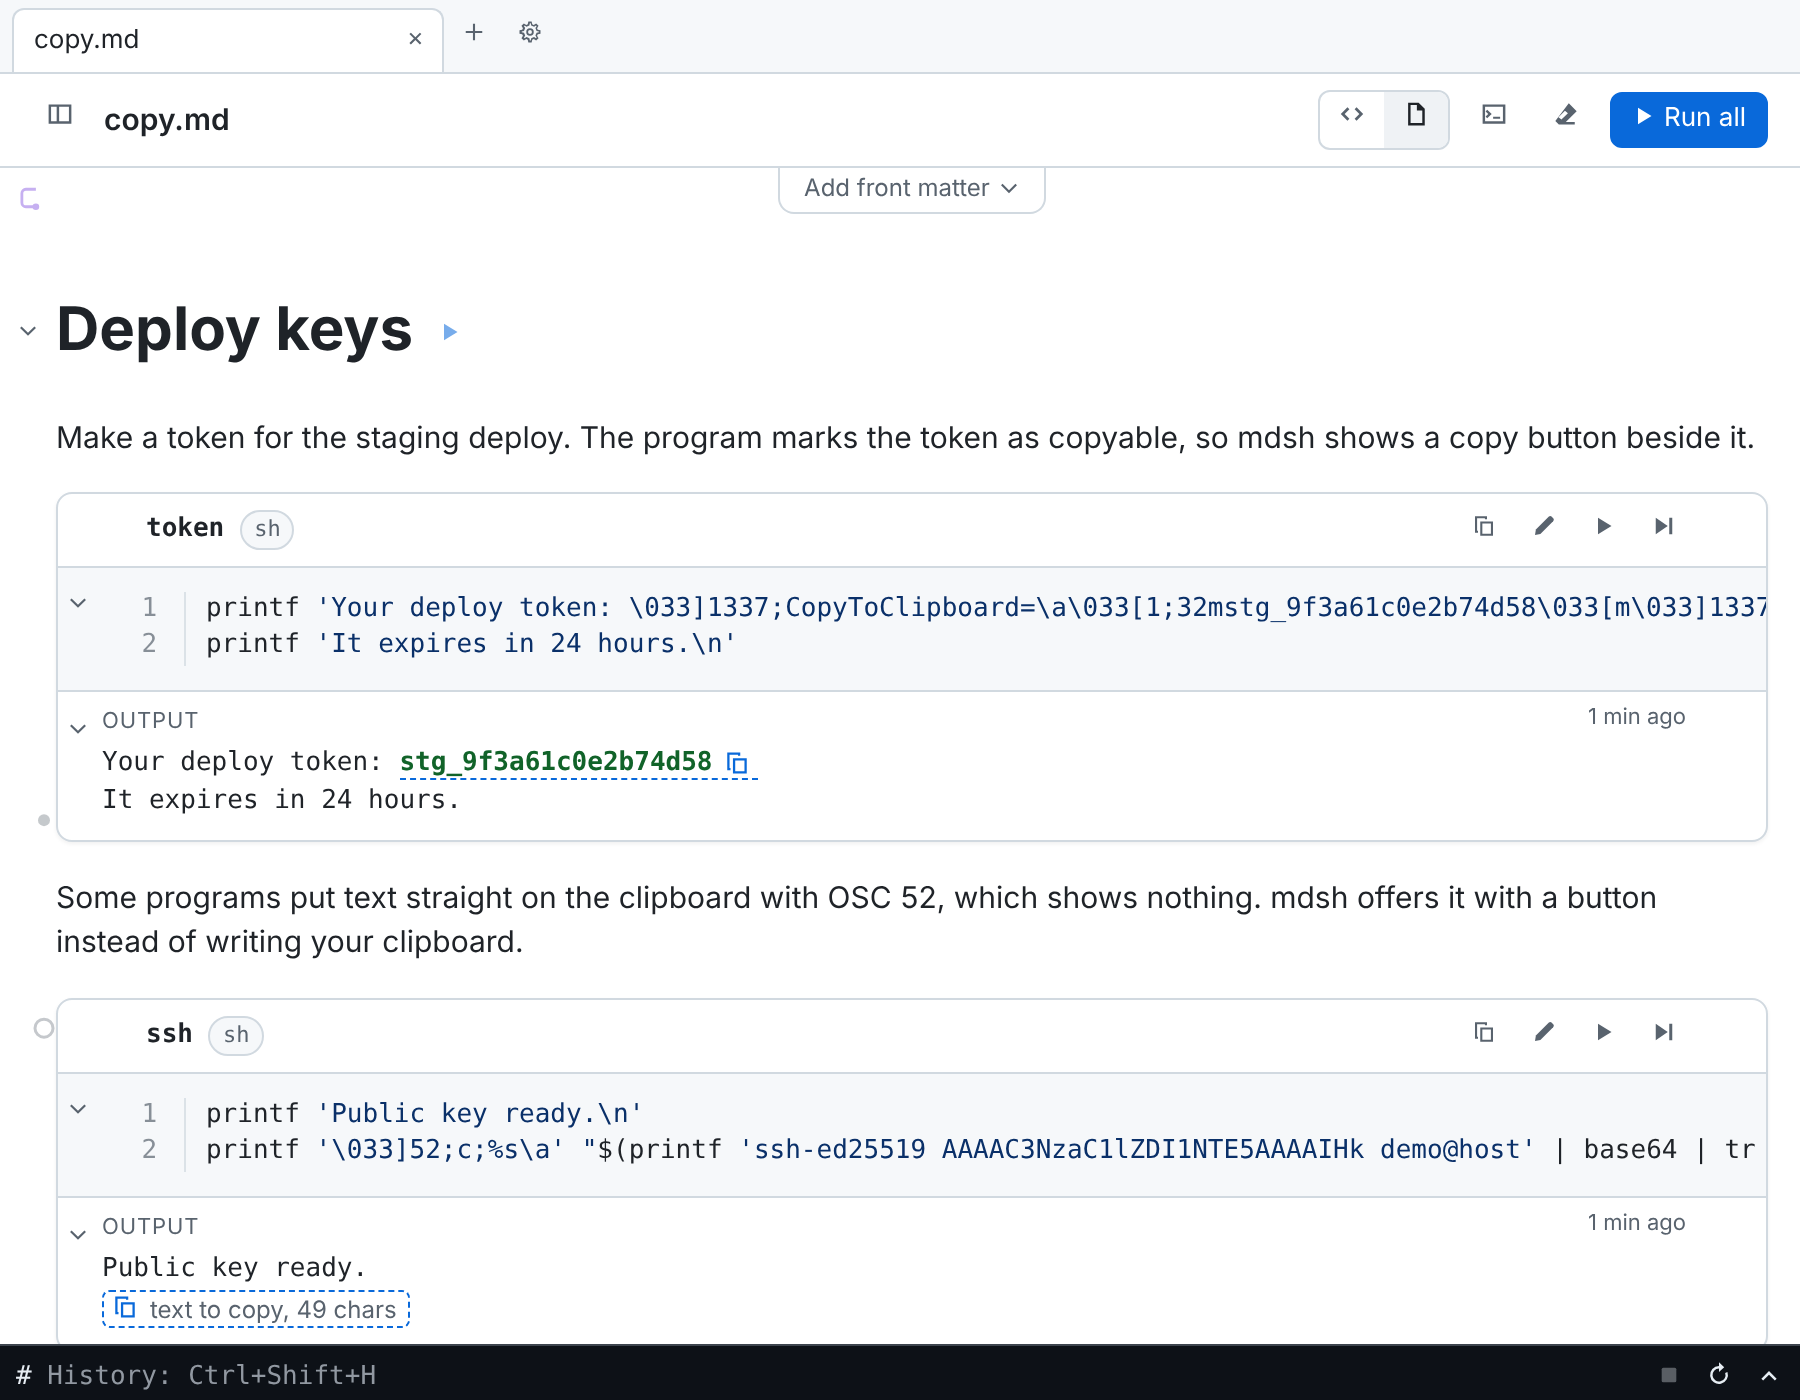 copy.md
copy.md
Run all
Add front matter
Deploy keys
Make a token for the staging deploy. The program marks the token as copyable, so mdsh shows a copy button beside it.
token sh
1 printf 'Your deploy token: \033]1337;CopyToClipboard=\a\033[1;32mstg_9f3a61c0e2b74d58\033[m\033]1337
2 printf 'It expires in 24 hours.\n'
OUTPUT 1 min ago
Your deploy token: stg_9f3a61c0e2b74d58
It expires in 24 hours.
Some programs put text straight on the clipboard with OSC 52, which shows nothing. mdsh offers it with a button
instead of writing your clipboard.
ssh sh
1 printf 'Public key ready.\n'
2 printf '\033]52;c;%s\a' "$(printf 'ssh-ed25519 AAAAC3NzaC1lZDI1NTE5AAAAIHk demo@host' | base64 | tr
OUTPUT 1 min ago
Public key ready.
text to copy, 49 chars
# History: Ctrl+Shift+H